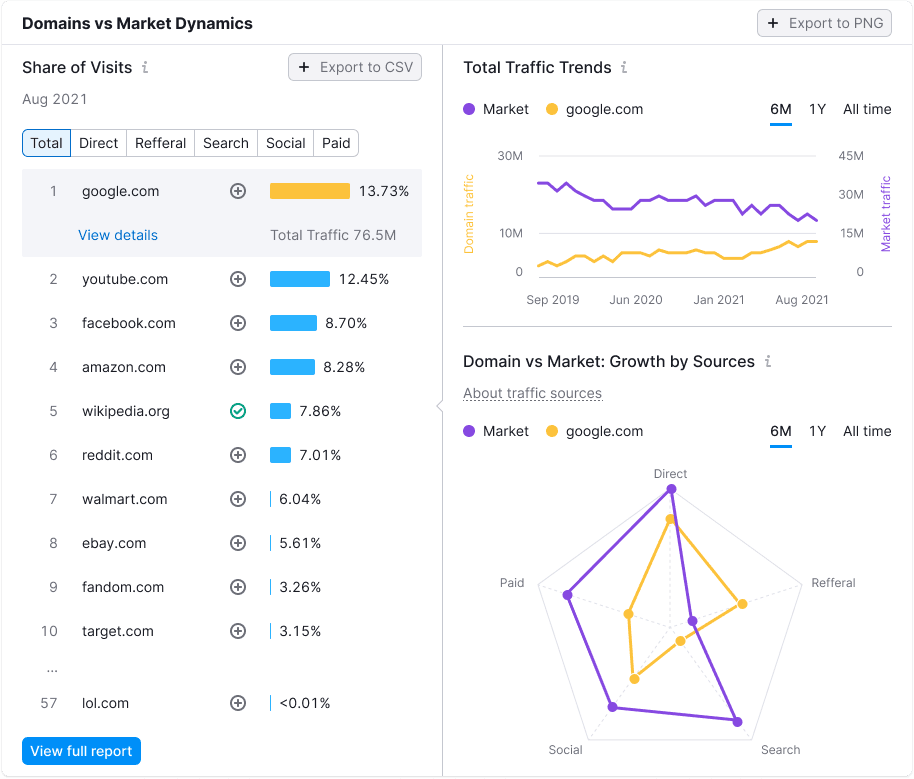 Domains vs Market Dynamics
+ Export to PNG
Share of Visits i
+ Export to CSV
Aug 2021
Total Direct Refferal Search Social Paid
1 google.com 13.73%
View details Total Traffic 76.5M
2 youtube.com 12.45%
3 facebook.com 8.70%
4 amazon.com 8.28%
5 wikipedia.org 7.86%
6 reddit.com 7.01%
7 walmart.com 6.04%
8 ebay.com 5.61%
9 fandom.com 3.26%
10 target.com 3.15%
...
57 lol.com <0.01%
View full report
Total Traffic Trends i
Market google.com 6M 1Y All time
30M 45M
30M
10M 15M
0 0
Domain traffic
Market traffic
Sep 2019 Jun 2020 Jan 2021 Aug 2021
Domain vs Market: Growth by Sources i
About traffic sources
Market google.com 6M 1Y All time
Direct
Paid Refferal
Social Search